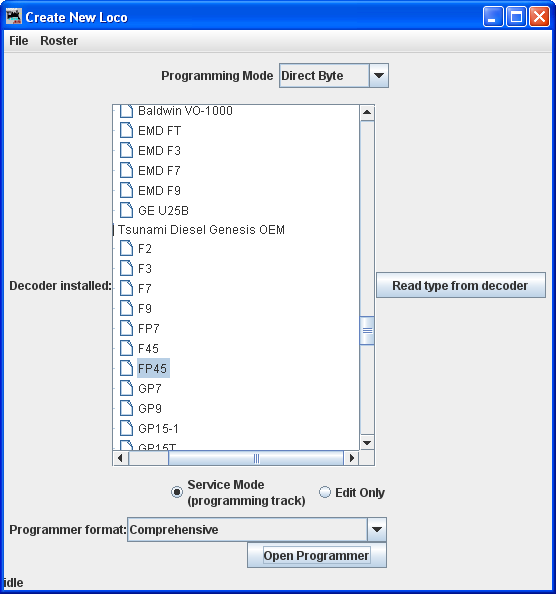 Create New Loco
File Roster
Programming Mode Direct Byte
Baldwin VO-1000
EMD FT
EMD F3
EMD F7
EMD F9
GE U25B
Tsunami Diesel Genesis OEM
F2
F3
Decoder installed: F7 Read type from decoder
F9
FP7
F45
FP45
GP7
GP9
GP15-1
GP15T
Service Mode
(programming track)
Edit Only
Programmer format: Comprehensive
Open Programmer
idle